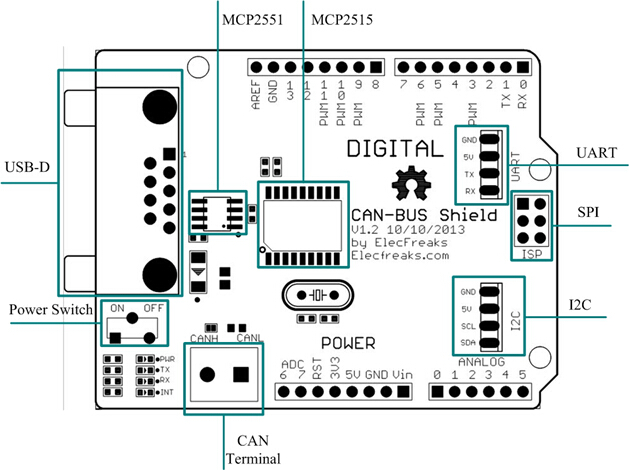 MCP2551
MCP2515
AREF
GND
13
12
11 PWM
10 PWM
9 PWM
8
7
6 PWM
5 PWM
4
3 PWM
2
1 TX
0 RX
USB-D
1
DIGITAL
GND
5V
TX
RX
UART
UART
CAN-BUS Shield
V1.2 10/10/2013
by ElecFreaks
Elecfreaks.com
SPI
ISP
Power Switch
ON OFF
GND
5V
SCL
SDA
I2C
I2C
CANH CANL
POWER
ANALOG
PWR
TX
RX
INT
ADC
6 7 RST 3V3 5V GND Vin
0 1 2 3 4 5
CAN
Terminal